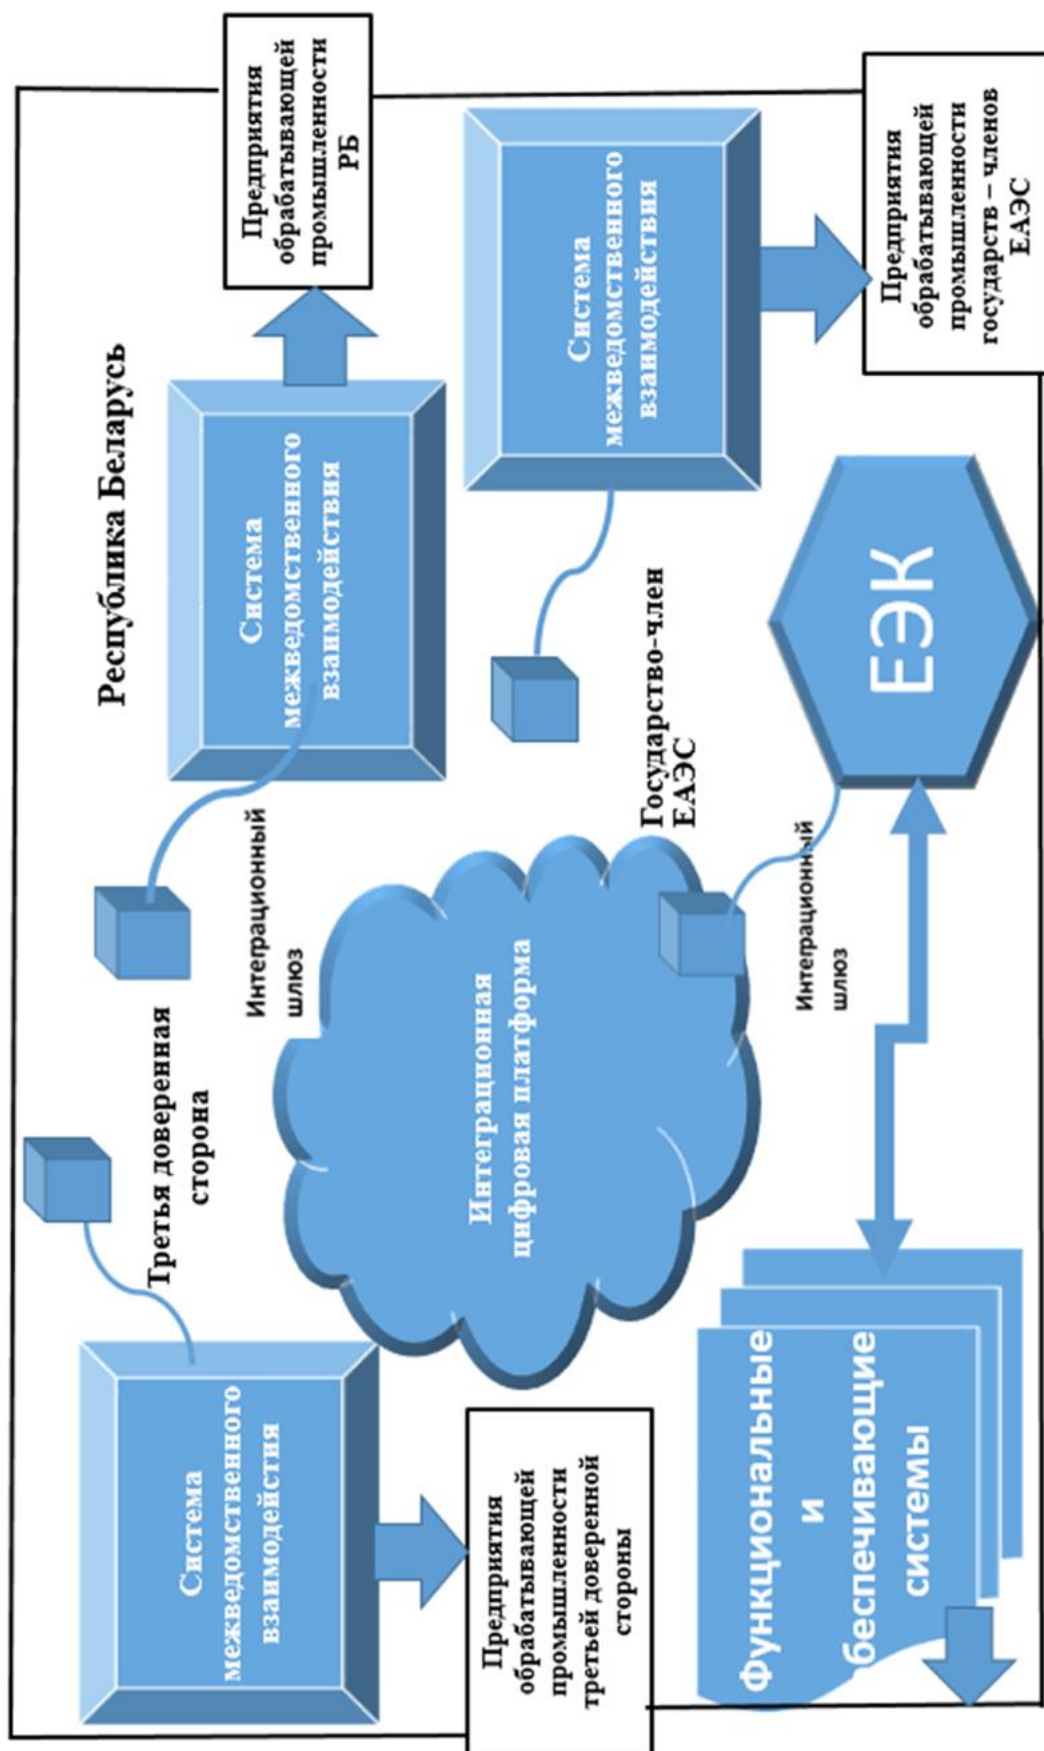 Республика Беларусь
Третья доверенная
сторона
Система
межведомственного
взаимодейстия
Система
межведомственного
взаимодействия
Предприятия
обрабатывающей
промышленности
РБ
Интеграционный
шлюз
Интеграционная
цифровая платформа
Предприятия
обрабатывающей
промышленности
третьей доверенной
стороны
Система
межведомственного
взаимодействия
Государство-член
ЕАЭС
Функциональные
и
беспечивающие
системы
Интеграционный
шлюз
ЕЭК
Предприятия
обрабатывающей
промышленности
государств – членов
ЕАЭС